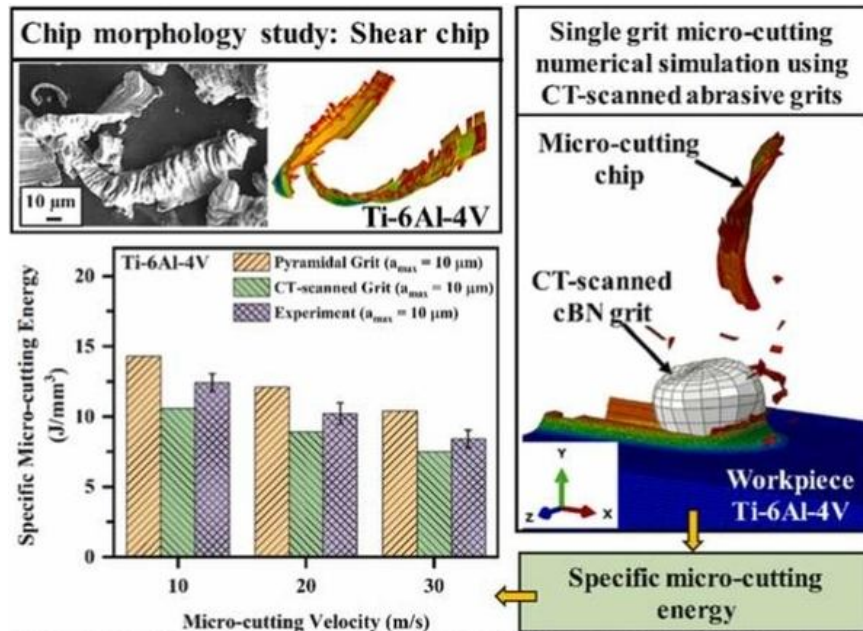 Chip morphology study: Shear chip
10 µm
Ti-6Al-4V
Single grit micro-cutting
numerical simulation using
CT-scanned abrasive grits
Micro-cutting
chip
CT-scanned
cBN grit
Y
Z
X
Workpiece
Ti-6Al-4V
Specific micro-cutting
energy
Ti-6Al-4V
Pyramidal Grit (amax = 10 µm)
CT-scanned Grit (amax = 10 µm)
Experiment (amax = 10 µm)
Specific Micro-cutting Energy
(J/mm³)
20
15
10
5
0
10 20 30
Micro-cutting Velocity (m/s)